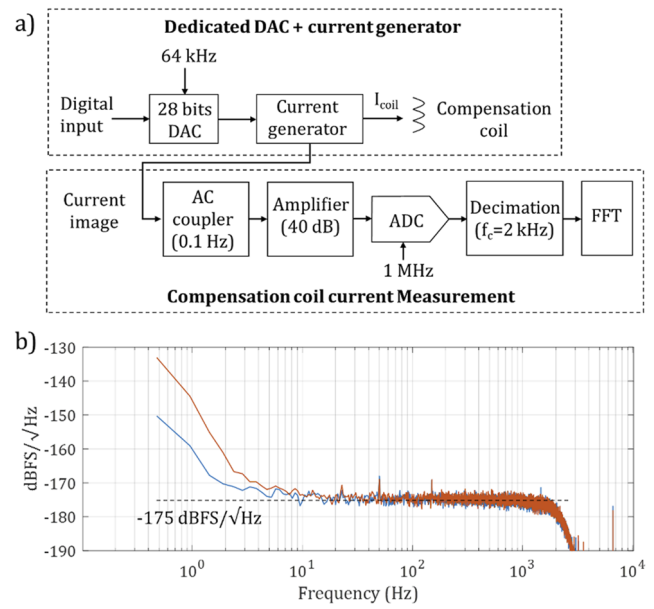 a)
Dedicated DAC + current generator
64 kHz
Digital input
28 bits DAC
Current generator
I_coil
Compensation coil
Current image
AC coupler (0.1 Hz)
Amplifier (40 dB)
ADC
Decimation (f_c=2 kHz)
FFT
1 MHz
Compensation coil current Measurement
b)
-130
-140
-150
-160
-170
-180
-190
dBFS/√Hz
-175 dBFS/√Hz
10^0
10^1
10^2
10^3
10^4
Frequency (Hz)